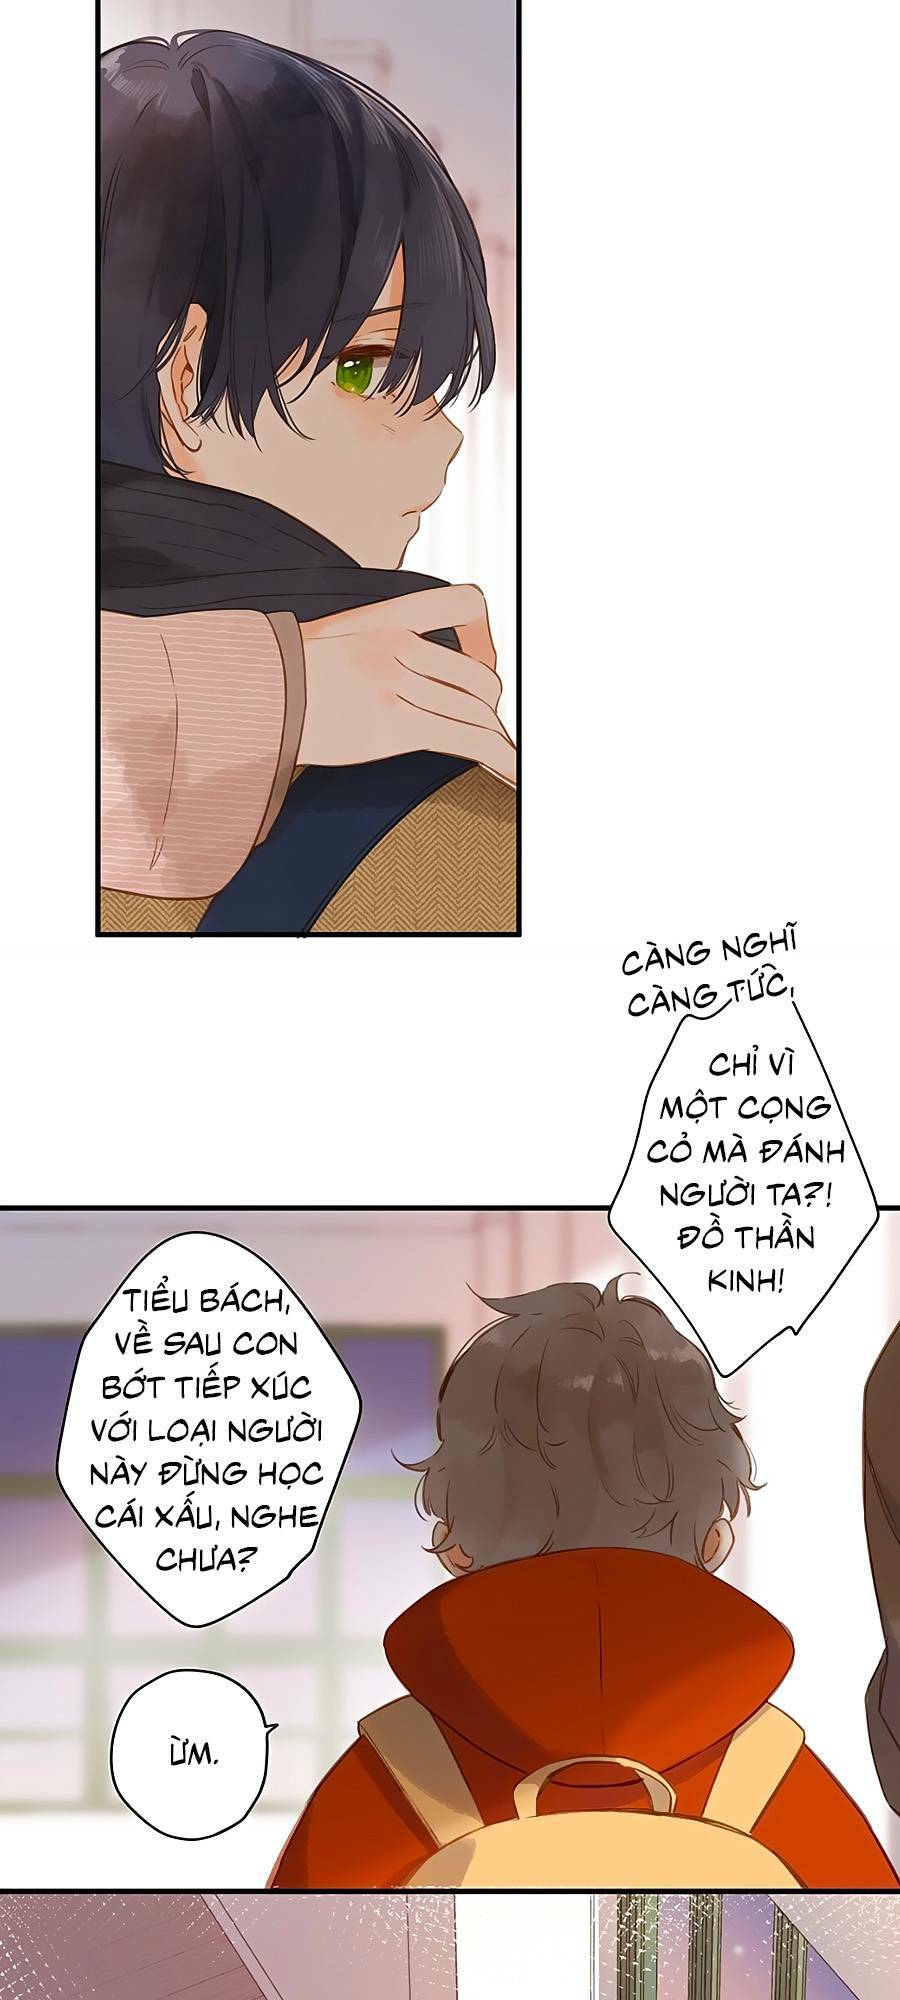 CÀNG NGHĨ
CÀNG TỨC,
CHỈ VÌ
MỘT CỌNG
CỎ MÀ ĐÁNH
NGƯỜI TA?!
ĐỒ THẦN
KINH!
TIỂU BÁCH,
VỀ SAU CON
BỚT TIẾP XÚC
VỚI LOẠI NGƯỜI
NÀY ĐỪNG HỌC
CÁI XẤU, NGHE
CHƯA?
ỪM.